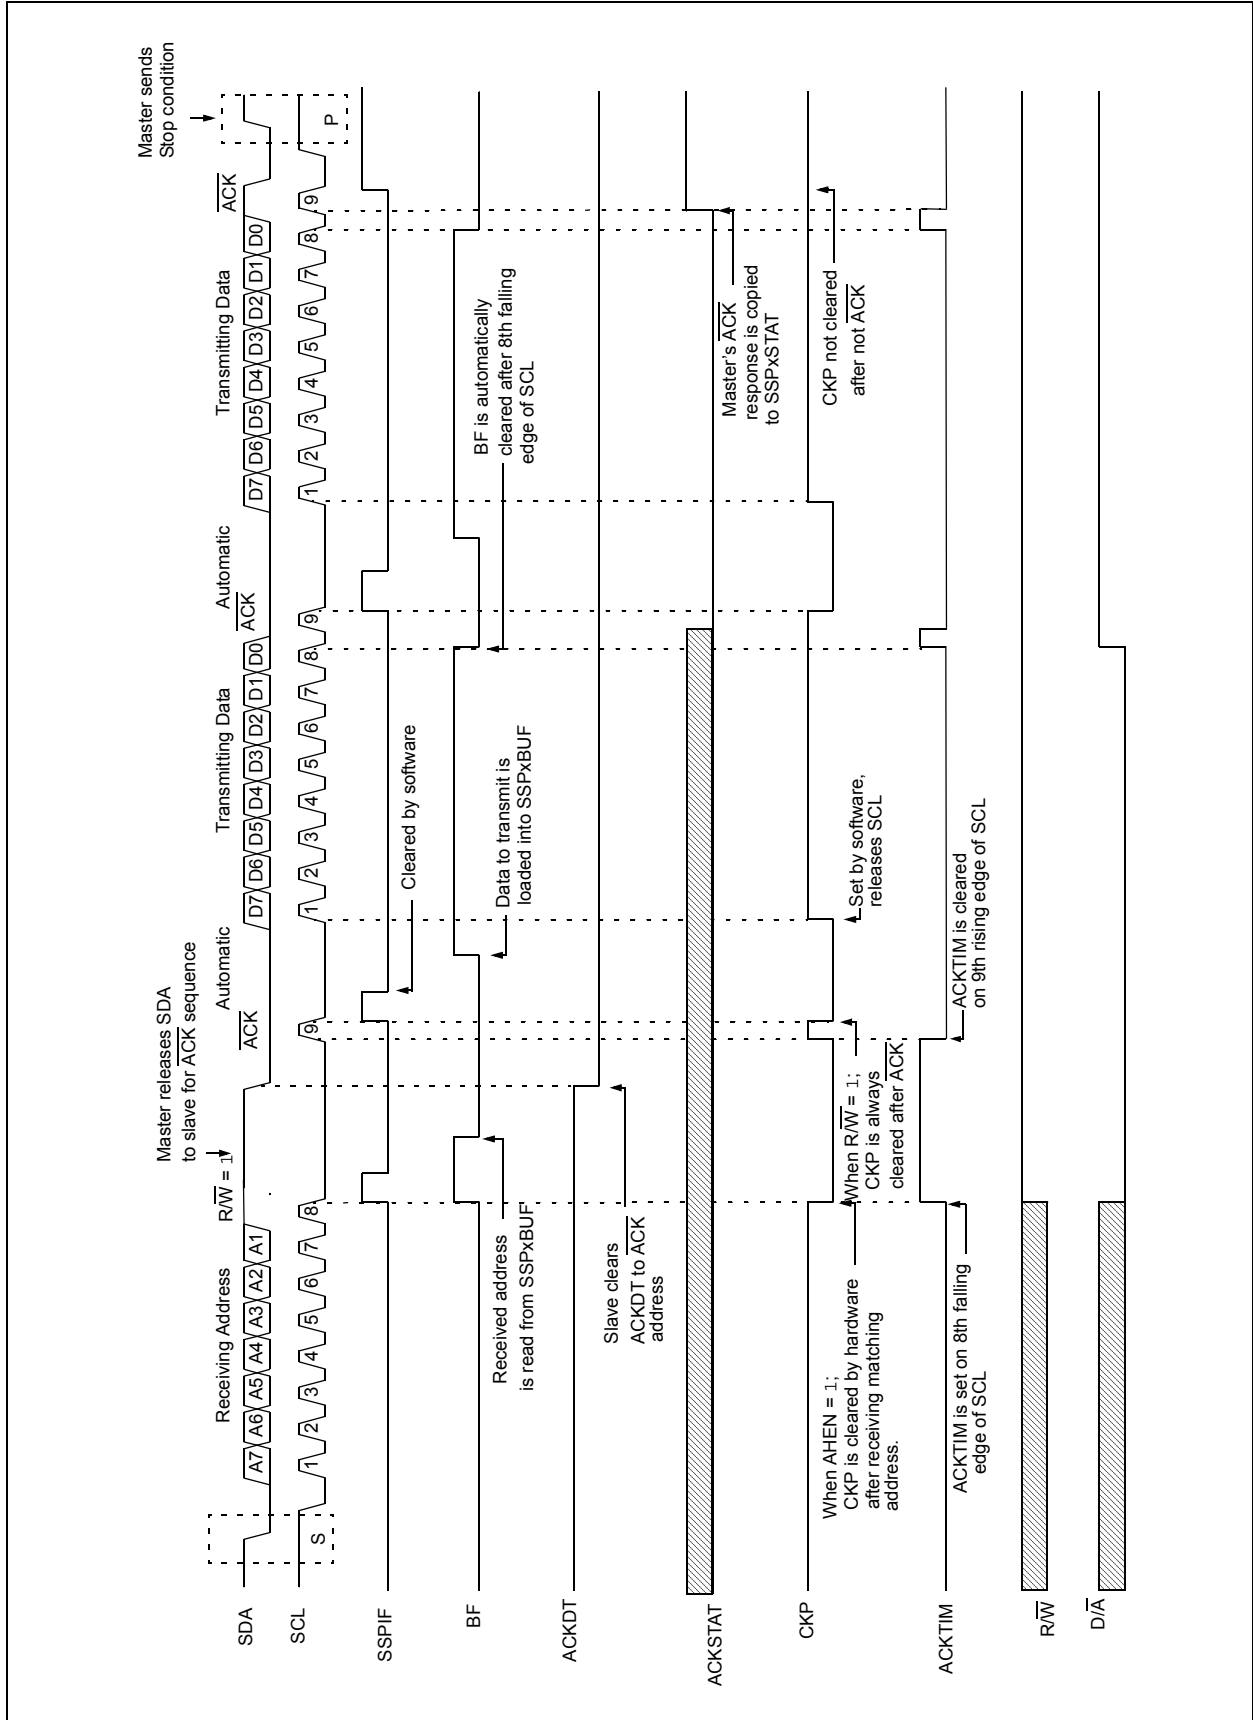 Master releases SDA
to slave for ACK sequence
Master sends
Stop condition
Receiving Address
R/W = 1
ACK
Automatic
Transmitting Data
ACK
Automatic
Transmitting Data
ACK
SDA
A7 A6 A5 A4 A3 A2 A1
D7 D6 D5 D4 D3 D2 D1 D0
D7 D6 D5 D4 D3 D2 D1 D0
SCL
S
1 2 3 4 5 6 7 8 9
1 2 3 4 5 6 7 8 9
1 2 3 4 5 6 7 8 9
P
SSPIF
Cleared by software
BF
Received address
is read from SSPxBUF
Data to transmit is
loaded into SSPxBUF
BF is automatically
cleared after 8th falling
edge of SCL
ACKDT
Slave clears
ACKDT to ACK
address
ACKSTAT
Master's ACK
response is copied
to SSPxSTAT
CKP
When AHEN = 1;
CKP is cleared by hardware
after receiving matching
address.
When R/W = 1;
CKP is always
cleared after ACK
Set by software,
releases SCL
CKP not cleared
after not ACK
ACKTIM
ACKTIM is set on 8th falling
edge of SCL
ACKTIM is cleared
on 9th rising edge of SCL
R/W
D/A